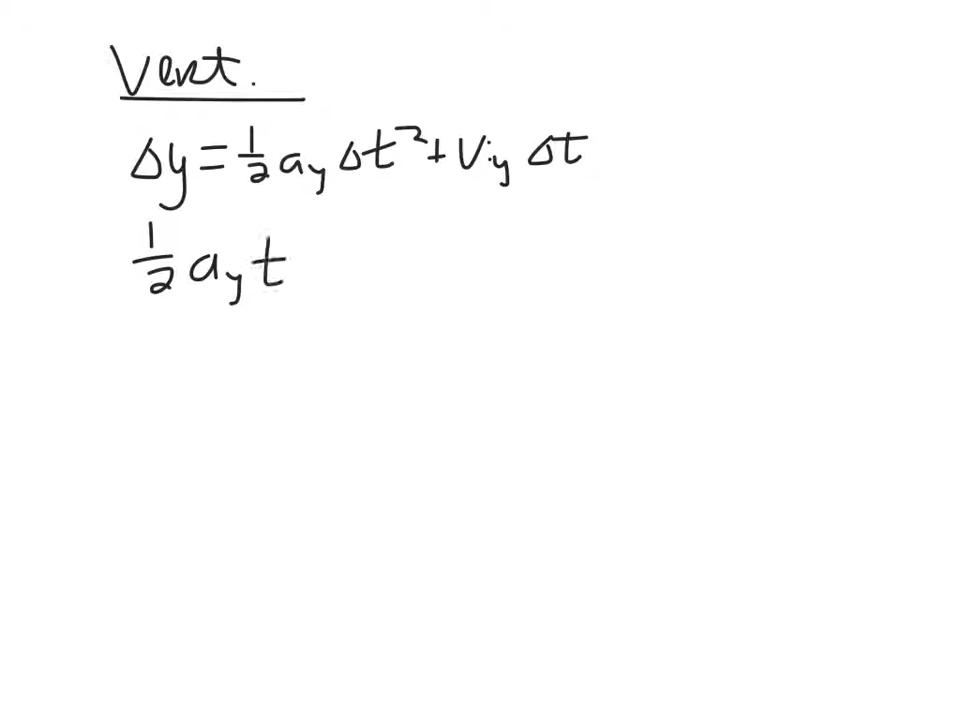 Vert.
Δy = ½ a_y Δt² + V_iy Δt
½ a_y t